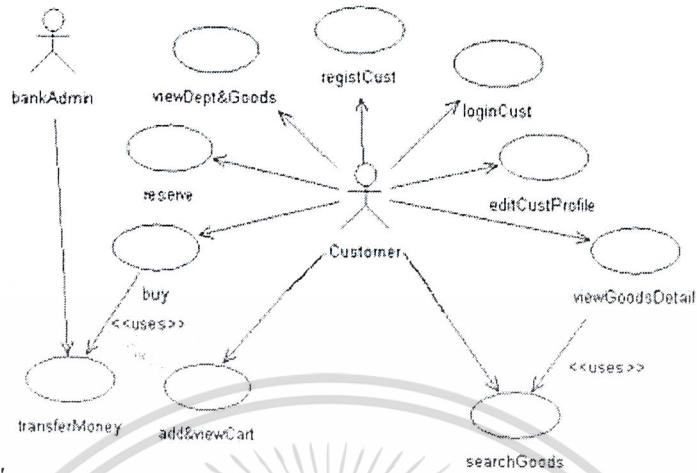 registCust
bankAdmin
viewDept&Goods
loginCust
reserve
editCustProfile
Customer
buy
viewGoodsDetail
<<uses>>
<<uses>>
transferMoney
add&viewCart
searchGoods